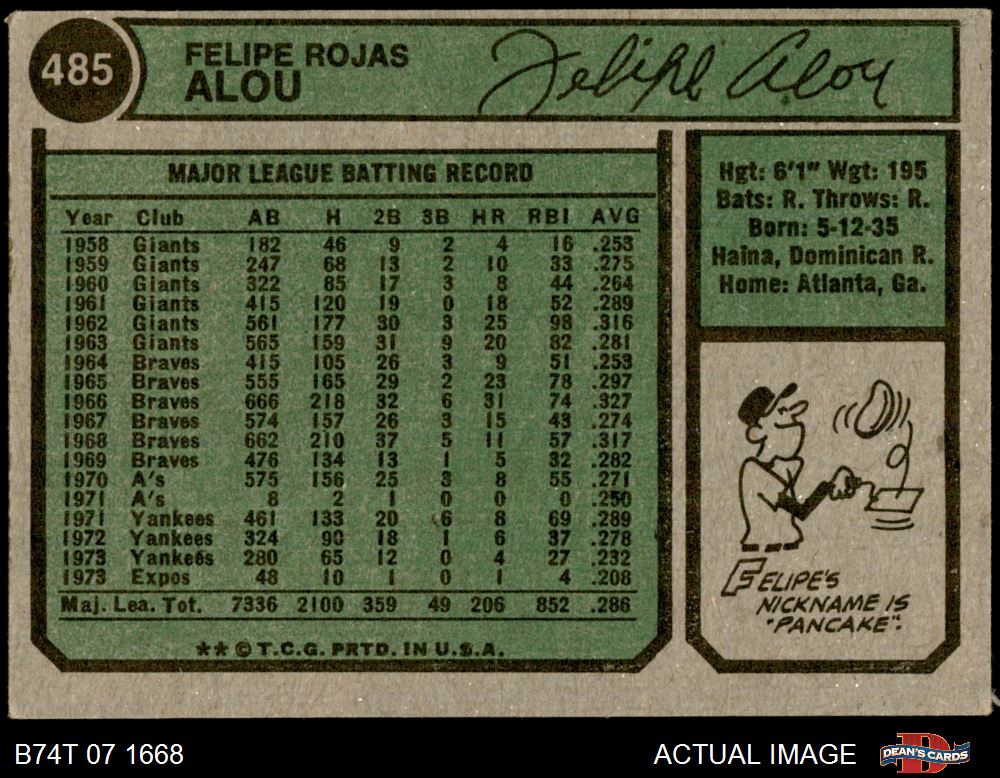 485
FELIPE ROJAS
ALOU
Felipe Alou
MAJOR LEAGUE BATTING RECORD
Year Club AB H 2B 3B HR RBI AVG
1958 Giants 182 46 9 2 4 16 .253
1959 Giants 247 68 13 2 10 33 .275
1960 Giants 322 85 17 3 8 44 .264
1961 Giants 415 120 19 0 18 52 .289
1962 Giants 561 177 30 3 25 98 .316
1963 Giants 565 159 31 9 20 82 .281
1964 Braves 415 105 26 3 9 51 .253
1965 Braves 555 165 29 2 23 78 .297
1966 Braves 666 218 32 6 31 74 .327
1967 Braves 574 157 26 3 15 43 .274
1968 Braves 662 210 37 5 11 57 .317
1969 Braves 476 134 13 1 5 32 .282
1970 A's 575 156 25 3 8 55 .271
1971 A's 8 2 1 0 0 0 .250
1971 Yankees 461 133 20 6 8 69 .289
1972 Yankees 324 90 18 1 6 37 .278
1973 Yankees 280 65 12 0 4 27 .232
1973 Expos 48 10 1 0 1 4 .208
Maj. Lea. Tot. 7336 2100 359 49 206 852 .286
** © T.C.G. PRTD. IN U.S.A.
Hgt: 6'1" Wgt: 195
Bats: R. Throws: R.
Born: 5-12-35
Haina, Dominican R.
Home: Atlanta, Ga.
FELIPE'S
NICKNAME IS
"PANCAKE".
B74T 07 1668
ACTUAL IMAGE
D
DEAN'S CARDS